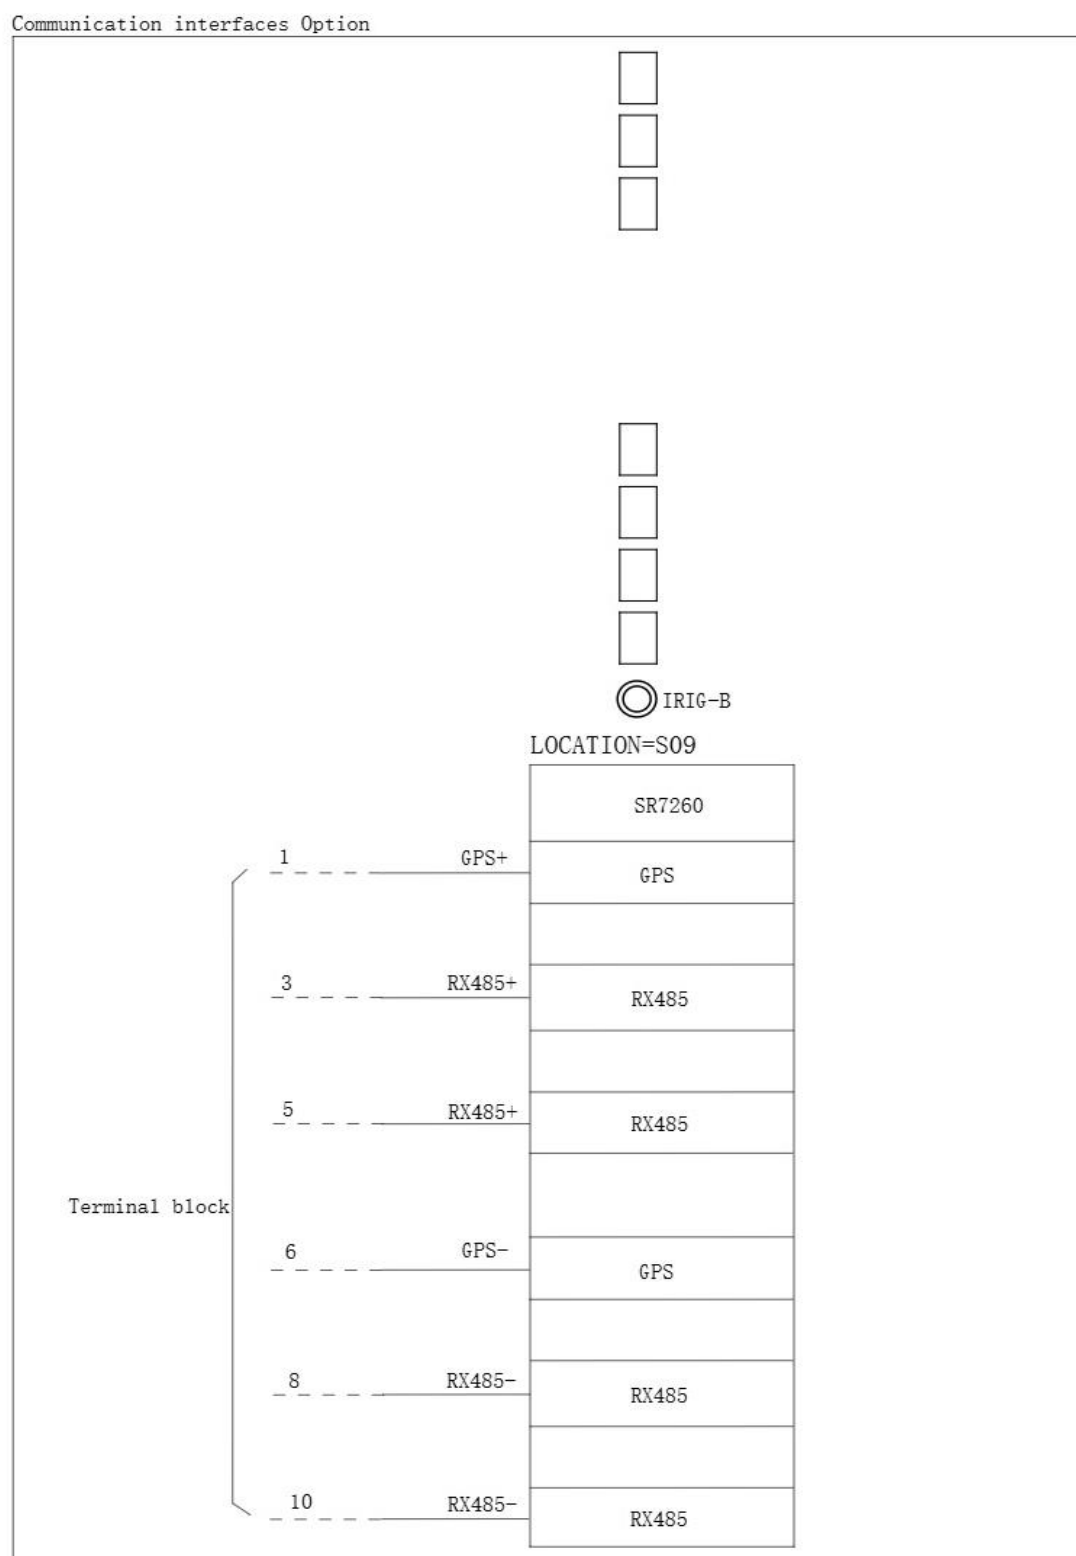 Communication interfaces Option
IRIG-B
LOCATION=S09
SR7260
1 GPS+ GPS
3 RX485+ RX485
5 RX485+ RX485
Terminal block
6 GPS- GPS
8 RX485- RX485
10 RX485- RX485